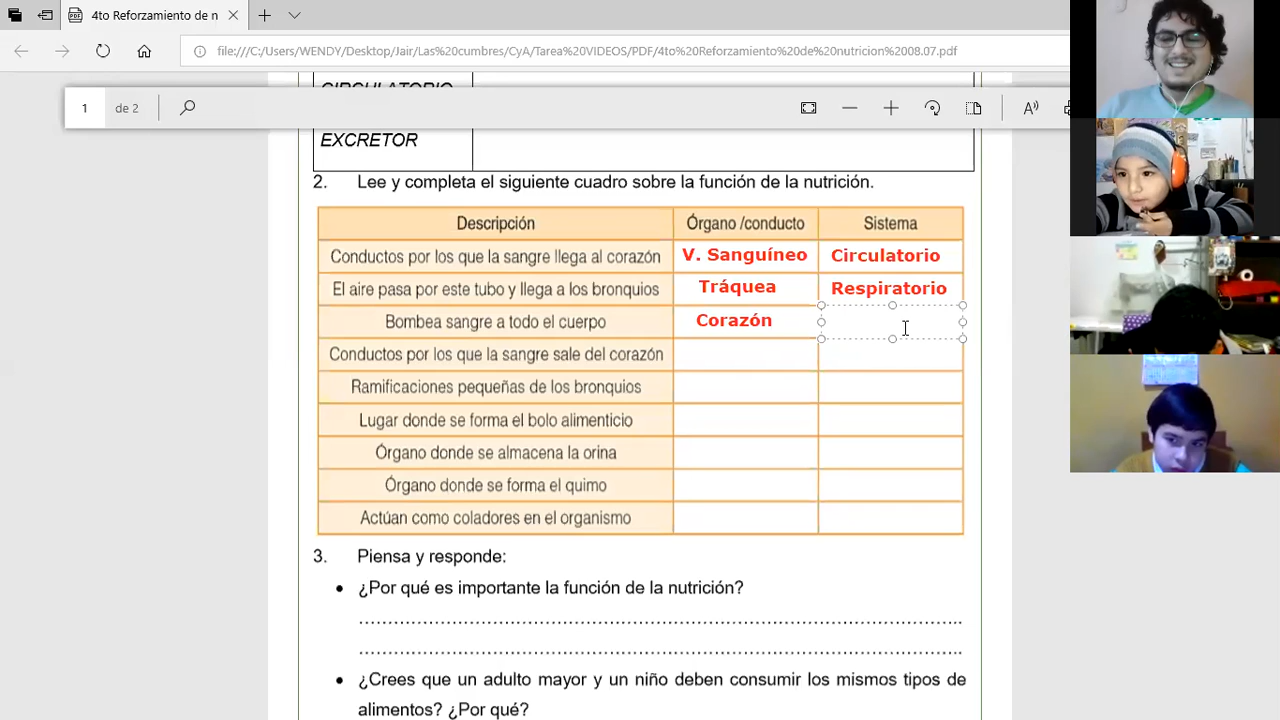 4to Reforzamiento de n
file:///C:/Users/WENDY/Desktop/Jair/Las%20cumbres/CyA/Tarea%20VIDEOS/PDF/4to%20Reforzamiento%20de%20nutricion%2008.07.pdf
CIRCULATORIO
1 de 2
EXCRETOR
2. Lee y completa el siguiente cuadro sobre la función de la nutrición.
Descripción Órgano /conducto Sistema
Conductos por los que la sangre llega al corazón V. Sanguíneo Circulatorio
El aire pasa por este tubo y llega a los bronquios Tráquea Respiratorio
Bombea sangre a todo el cuerpo Corazón
Conductos por los que la sangre sale del corazón
Ramificaciones pequeñas de los bronquios
Lugar donde se forma el bolo alimenticio
Órgano donde se almacena la orina
Órgano donde se forma el quimo
Actúan como coladores en el organismo
3. Piensa y responde:
• ¿Por qué es importante la función de la nutrición?
• ¿Crees que un adulto mayor y un niño deben consumir los mismos tipos de
alimentos? ¿Por qué?